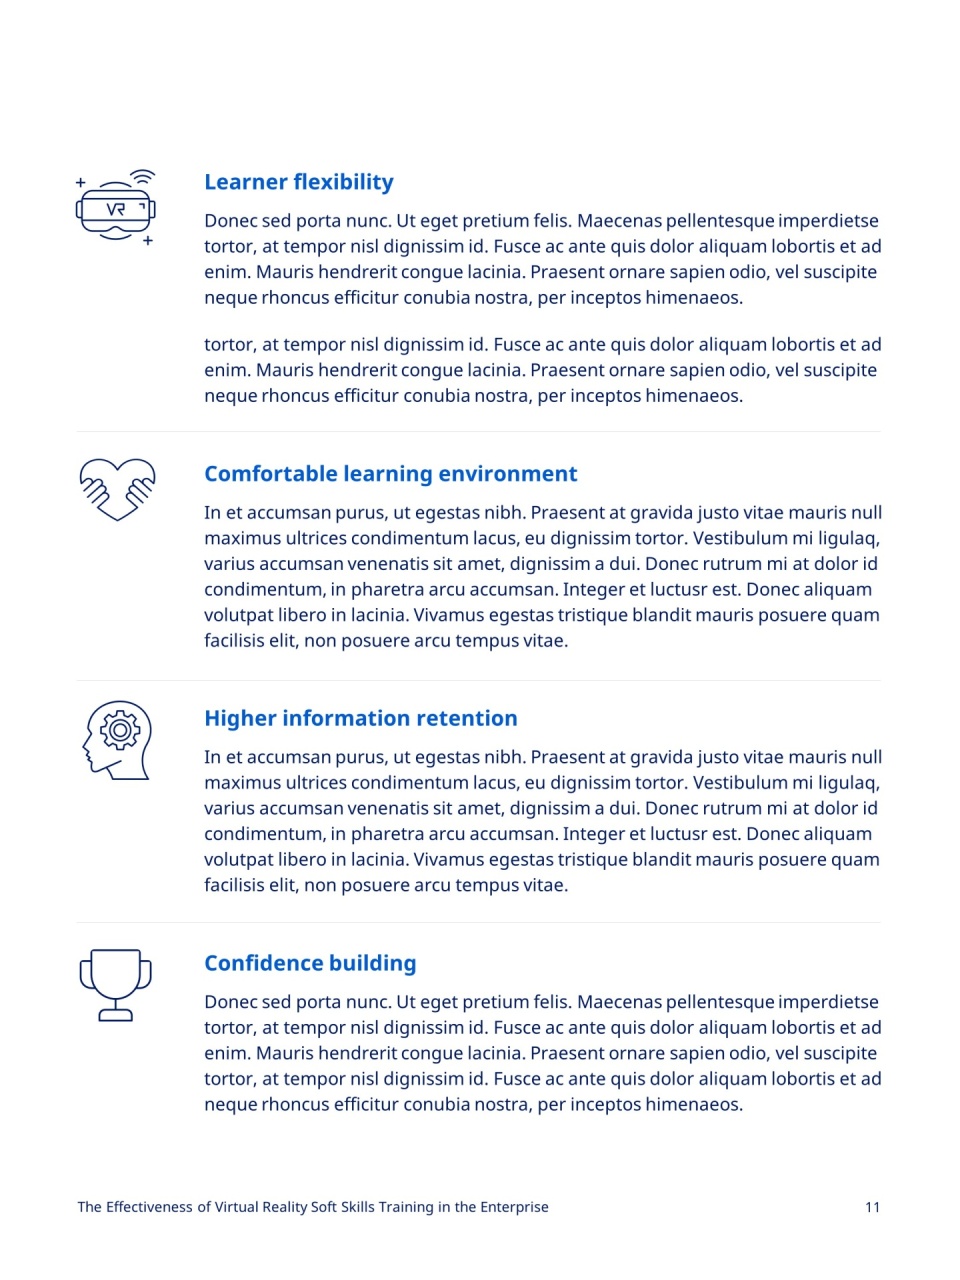 VR
Learner flexibility
Donec sed porta nunc. Ut eget pretium felis. Maecenas pellentesque imperdietse
tortor, at tempor nisl dignissim id. Fusce ac ante quis dolor aliquam lobortis et ad
enim. Mauris hendrerit congue lacinia. Praesent ornare sapien odio, vel suscipite
neque rhoncus efficitur conubia nostra, per inceptos himenaeos.
tortor, at tempor nisl dignissim id. Fusce ac ante quis dolor aliquam lobortis et ad
enim. Mauris hendrerit congue lacinia. Praesent ornare sapien odio, vel suscipite
neque rhoncus efficitur conubia nostra, per inceptos himenaeos.
Comfortable learning environment
In et accumsan purus, ut egestas nibh. Praesent at gravida justo vitae mauris null
maximus ultrices condimentum lacus, eu dignissim tortor. Vestibulum mi ligulaq,
varius accumsan venenatis sit amet, dignissim a dui. Donec rutrum mi at dolor id
condimentum, in pharetra arcu accumsan. Integer et luctusr est. Donec aliquam
volutpat libero in lacinia. Vivamus egestas tristique blandit mauris posuere quam
facilisis elit, non posuere arcu tempus vitae.
Higher information retention
In et accumsan purus, ut egestas nibh. Praesent at gravida justo vitae mauris null
maximus ultrices condimentum lacus, eu dignissim tortor. Vestibulum mi ligulaq,
varius accumsan venenatis sit amet, dignissim a dui. Donec rutrum mi at dolor id
condimentum, in pharetra arcu accumsan. Integer et luctusr est. Donec aliquam
volutpat libero in lacinia. Vivamus egestas tristique blandit mauris posuere quam
facilisis elit, non posuere arcu tempus vitae.
Confidence building
Donec sed porta nunc. Ut eget pretium felis. Maecenas pellentesque imperdietse
tortor, at tempor nisl dignissim id. Fusce ac ante quis dolor aliquam lobortis et ad
enim. Mauris hendrerit congue lacinia. Praesent ornare sapien odio, vel suscipite
tortor, at tempor nisl dignissim id. Fusce ac ante quis dolor aliquam lobortis et ad
neque rhoncus efficitur conubia nostra, per inceptos himenaeos.
The Effectiveness of Virtual Reality Soft Skills Training in the Enterprise 11